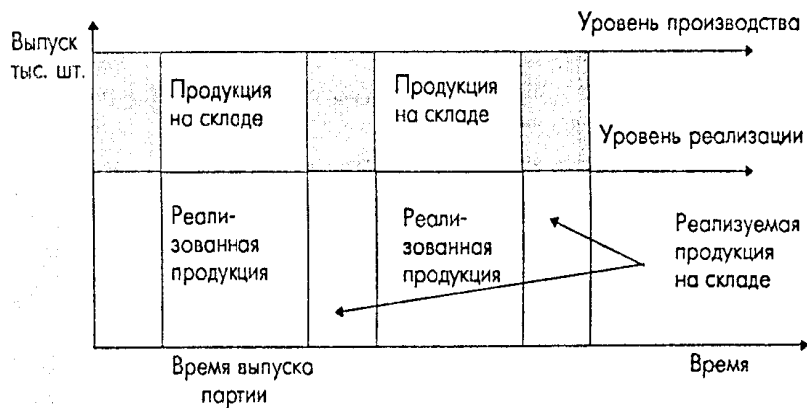 Уровень производства
Выпуск
тыс. шт.
Продукция
на складе
Продукция
на складе
Уровень реализации
Реали-
зованная
продукция
Реали-
зованная
продукция
Реализуемая
продукция
на складе
Время выпуска
партии
Время